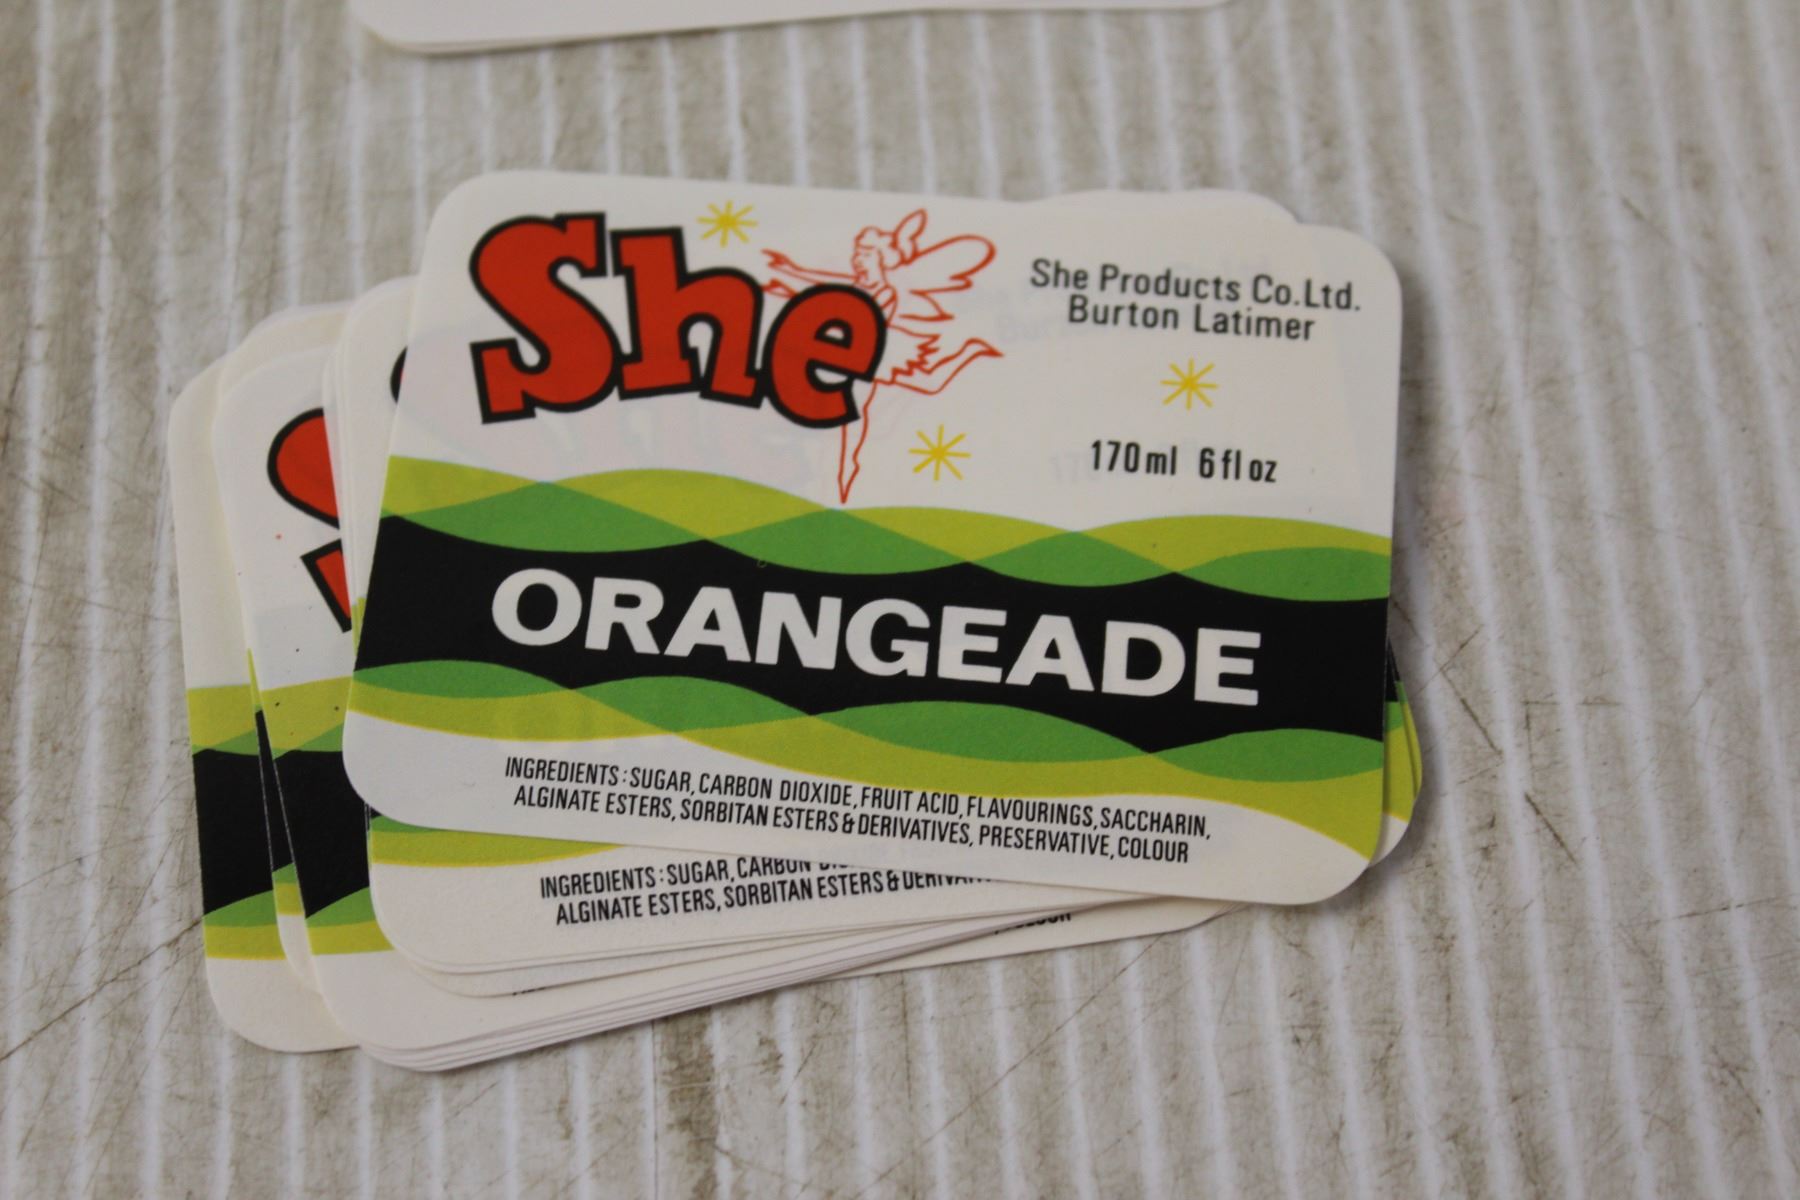 She
She Products Co.Ltd.
Burton Latimer
170ml 6fl oz
ORANGEADE
INGREDIENTS: SUGAR, CARBON DIOXIDE, FRUIT ACID, FLAVOURINGS, SACCHARIN,
ALGINATE ESTERS, SORBITAN ESTERS & DERIVATIVES, PRESERVATIVE, COLOUR
INGREDIENTS: SUGAR, CARBON
ALGINATE ESTERS, SORBITAN ESTERS &